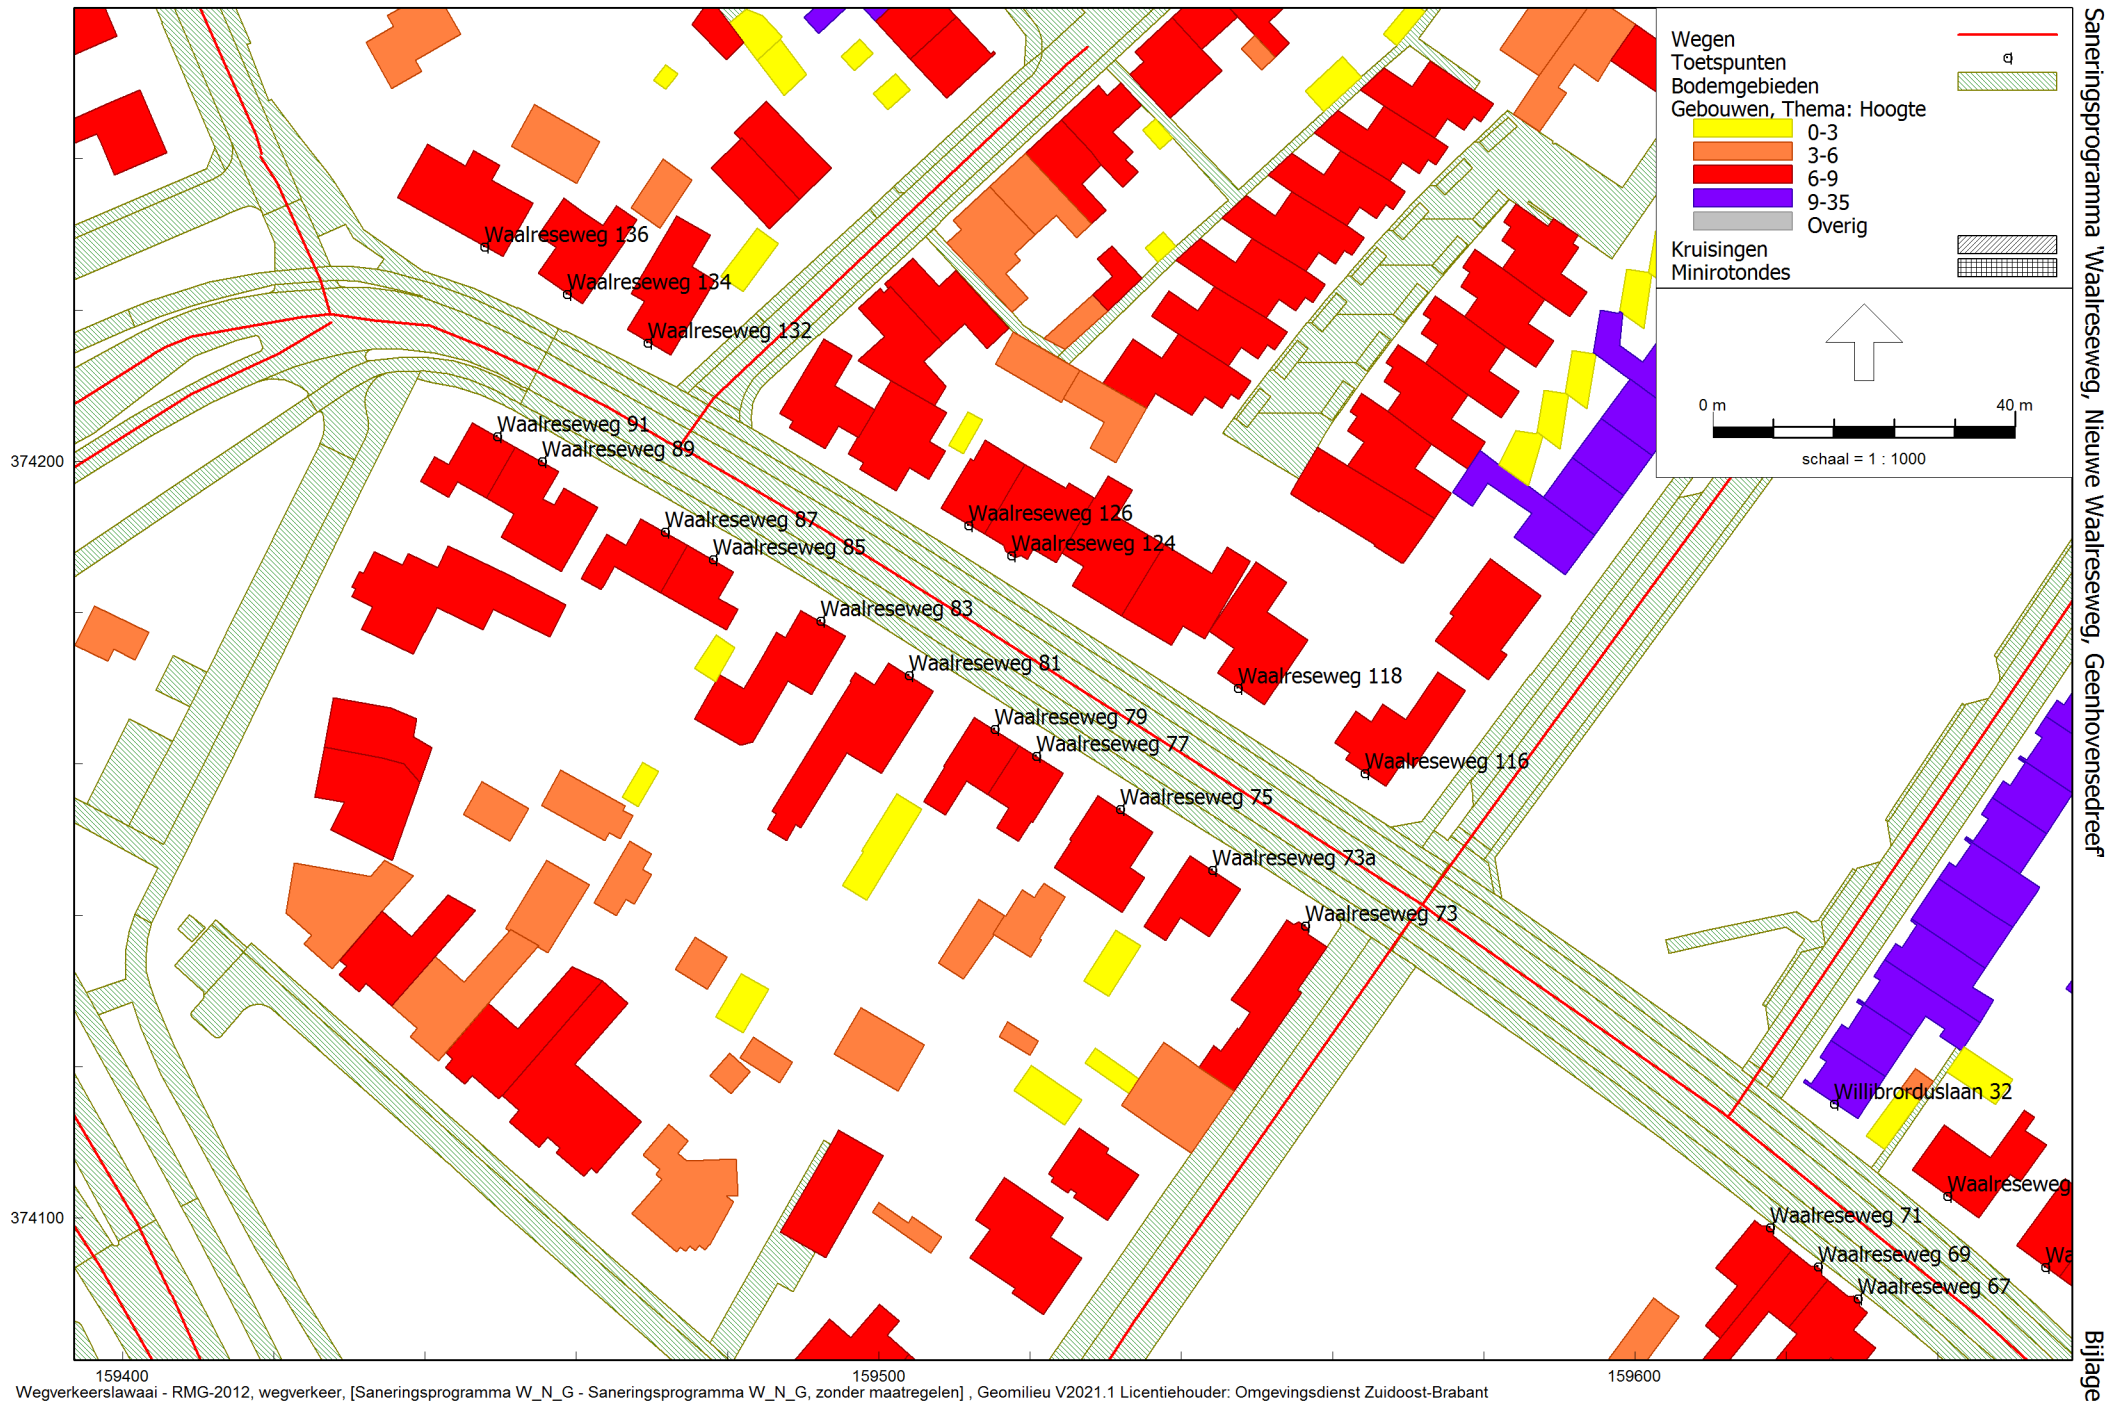 Wegen
Toetspunten
Bodemgebieden
Gebouwen, Thema: Hoogte
0-3
3-6
6-9
9-35
Overig
Kruisingen
Minirotondes
0 m
40 m
schaal = 1 : 1000
Saneringsprogramma 'Waalreseweg, Nieuwe Waalreseweg, Geenhovensedreef'
Bijlage
Waalreseweg 136
Waalreseweg 134
Waalreseweg 132
Waalreseweg 91
Waalreseweg 89
Waalreseweg 87
Waalreseweg 85
Waalreseweg 126
Waalreseweg 124
Waalreseweg 83
Waalreseweg 81
Waalreseweg 118
Waalreseweg 79
Waalreseweg 77
Waalreseweg 116
Waalreseweg 75
Waalreseweg 73a
Waalreseweg 73
Willibrorduslaan 32
Waalreseweg
Waalreseweg 71
Waalreseweg 69
Wa
Waalreseweg 67
374200
374100
159400
159500
159600
Wegverkeerslawaai - RMG-2012, wegverkeer, [Saneringsprogramma W_N_G - Saneringsprogramma W_N_G, zonder maatregelen] , Geomilieu V2021.1 Licentiehouder: Omgevingsdienst Zuidoost-Brabant